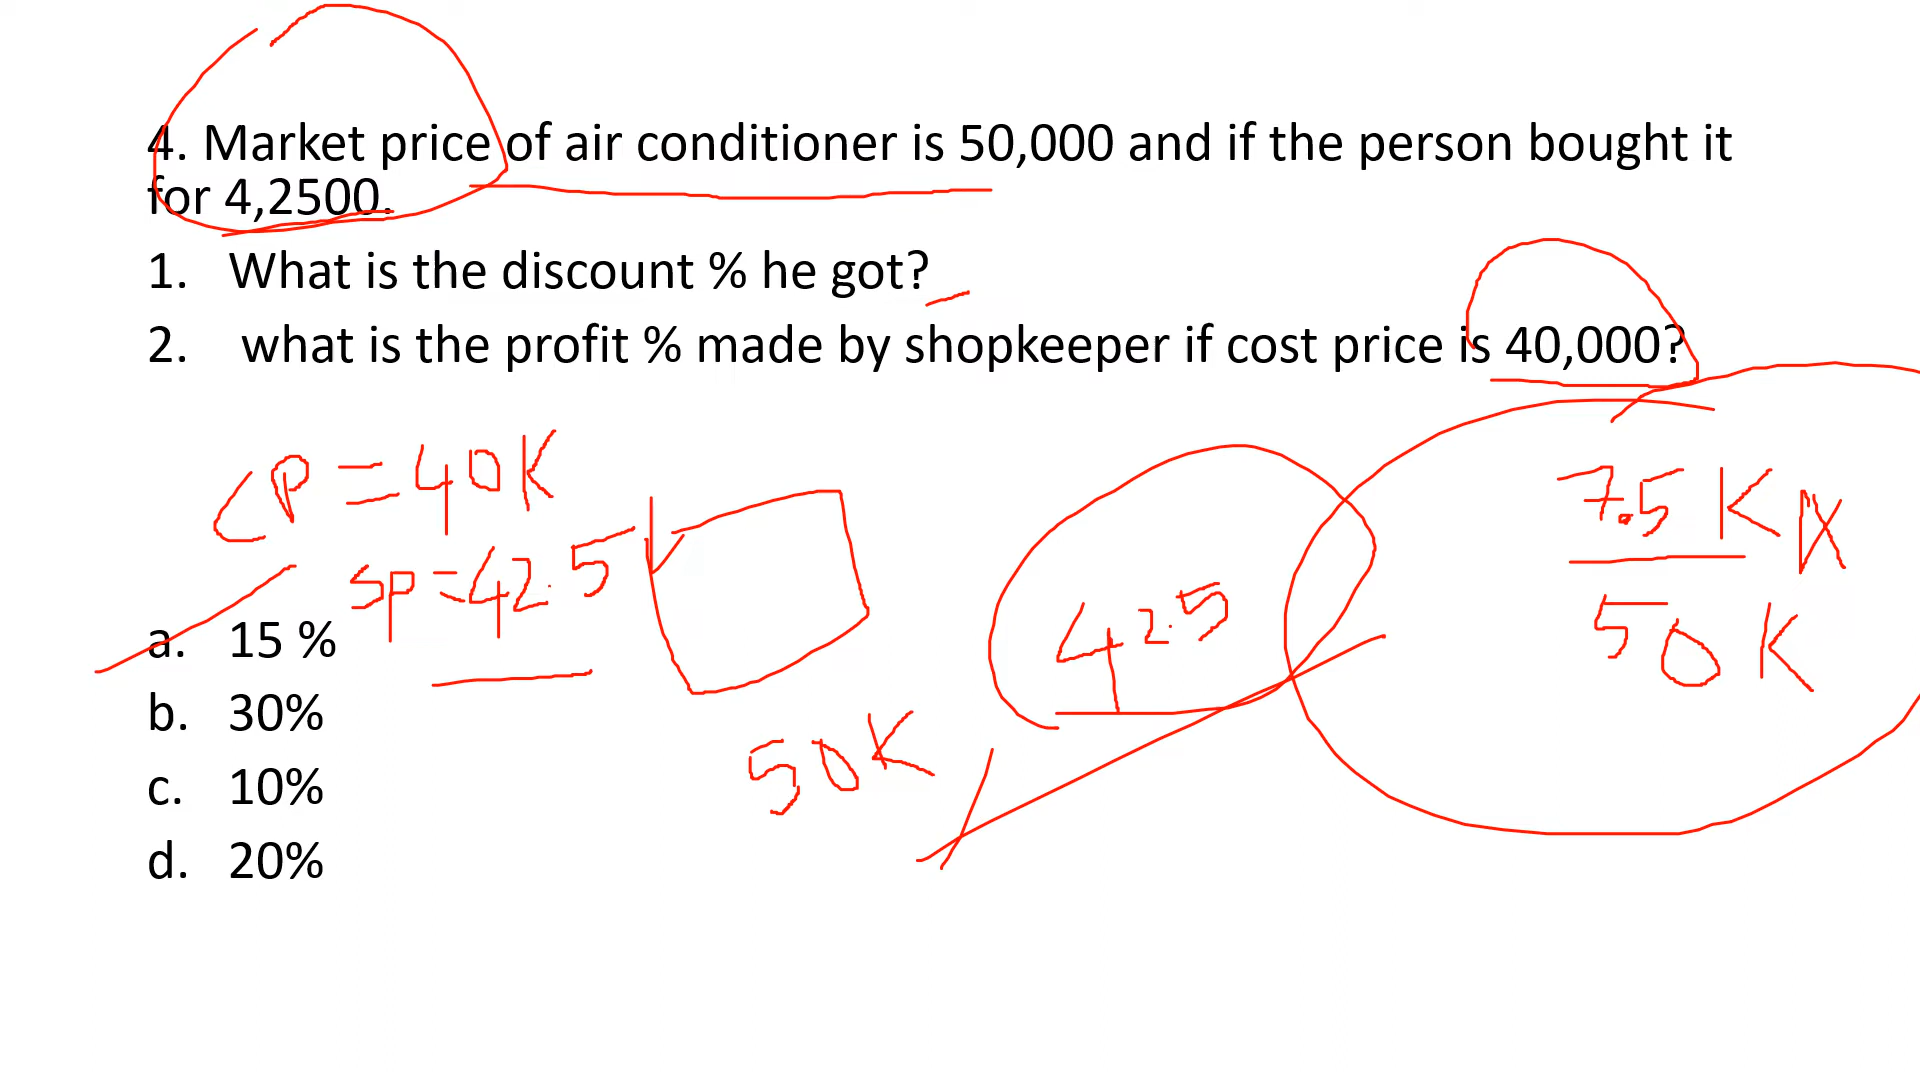 4. Market price of air conditioner is 50,000 and if the person bought it
for 4,2500.
1. What is the discount % he got?
2. what is the profit % made by shopkeeper if cost price is 40,000?
CP = 40K
SP = 42.5
a. 15 %
b. 30%
c. 10%
d. 20%
50K
42.5
7.5 K
50K